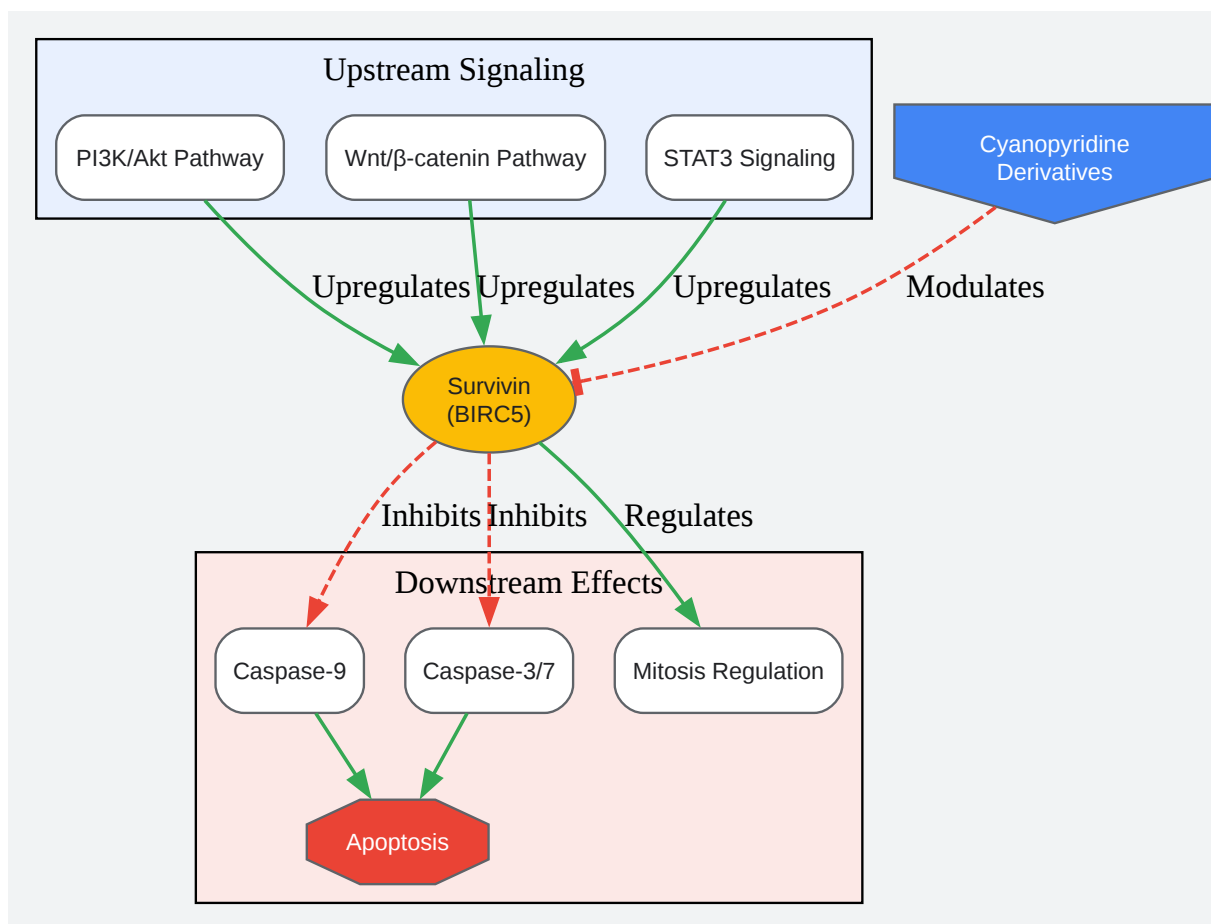 Upstream Signaling
PI3K/Akt Pathway
Wnt/β-catenin Pathway
STAT3 Signaling
Cyanopyridine
Derivatives
Upregulates
Upregulates
Upregulates
Modulates
Survivin
(BIRC5)
Inhibits
Inhibits
Regulates
Downstream Effects
Caspase-9
Caspase-3/7
Mitosis Regulation
Apoptosis